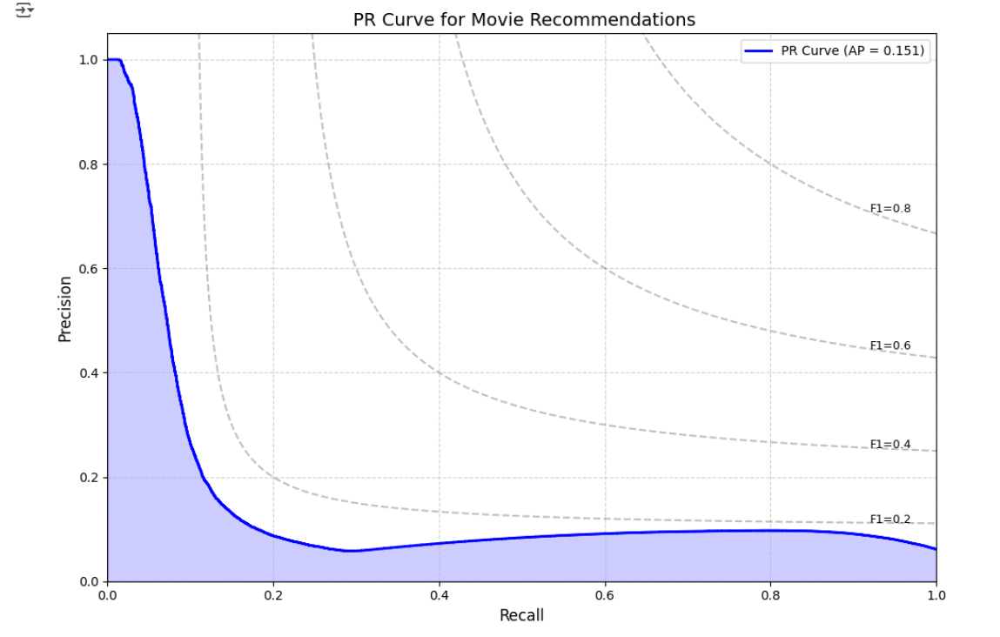 PR Curve for Movie Recommendations
PR Curve (AP = 0.151)
Precision
1.0
0.8
0.6
0.4
0.2
0.0
F1=0.8
F1=0.6
F1=0.4
F1=0.2
0.0 0.2 0.4 0.6 0.8 1.0
Recall